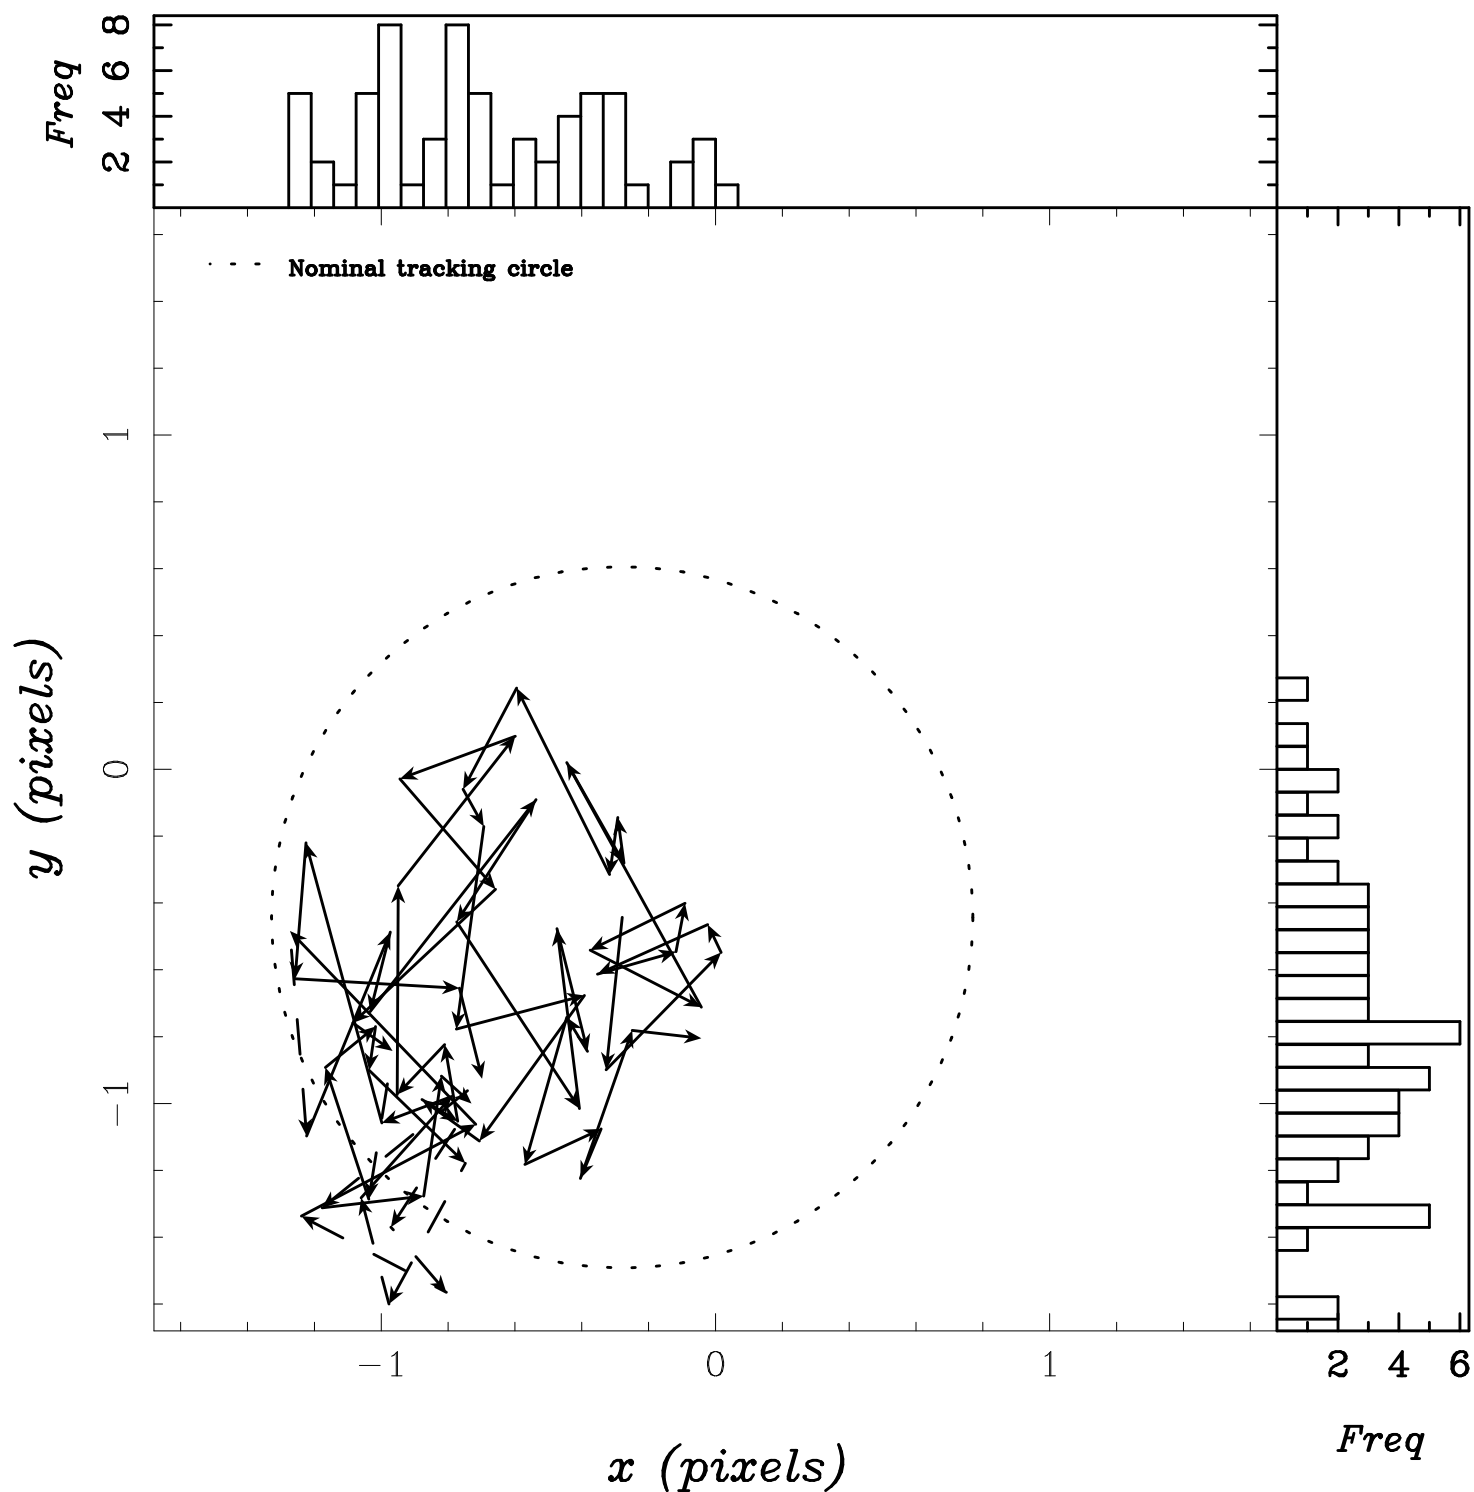 Freq
8
6
4
2
Nominal tracking circle
y (pixels)
1
0
−1
−1 0 1
x (pixels)
2 4 6
Freq